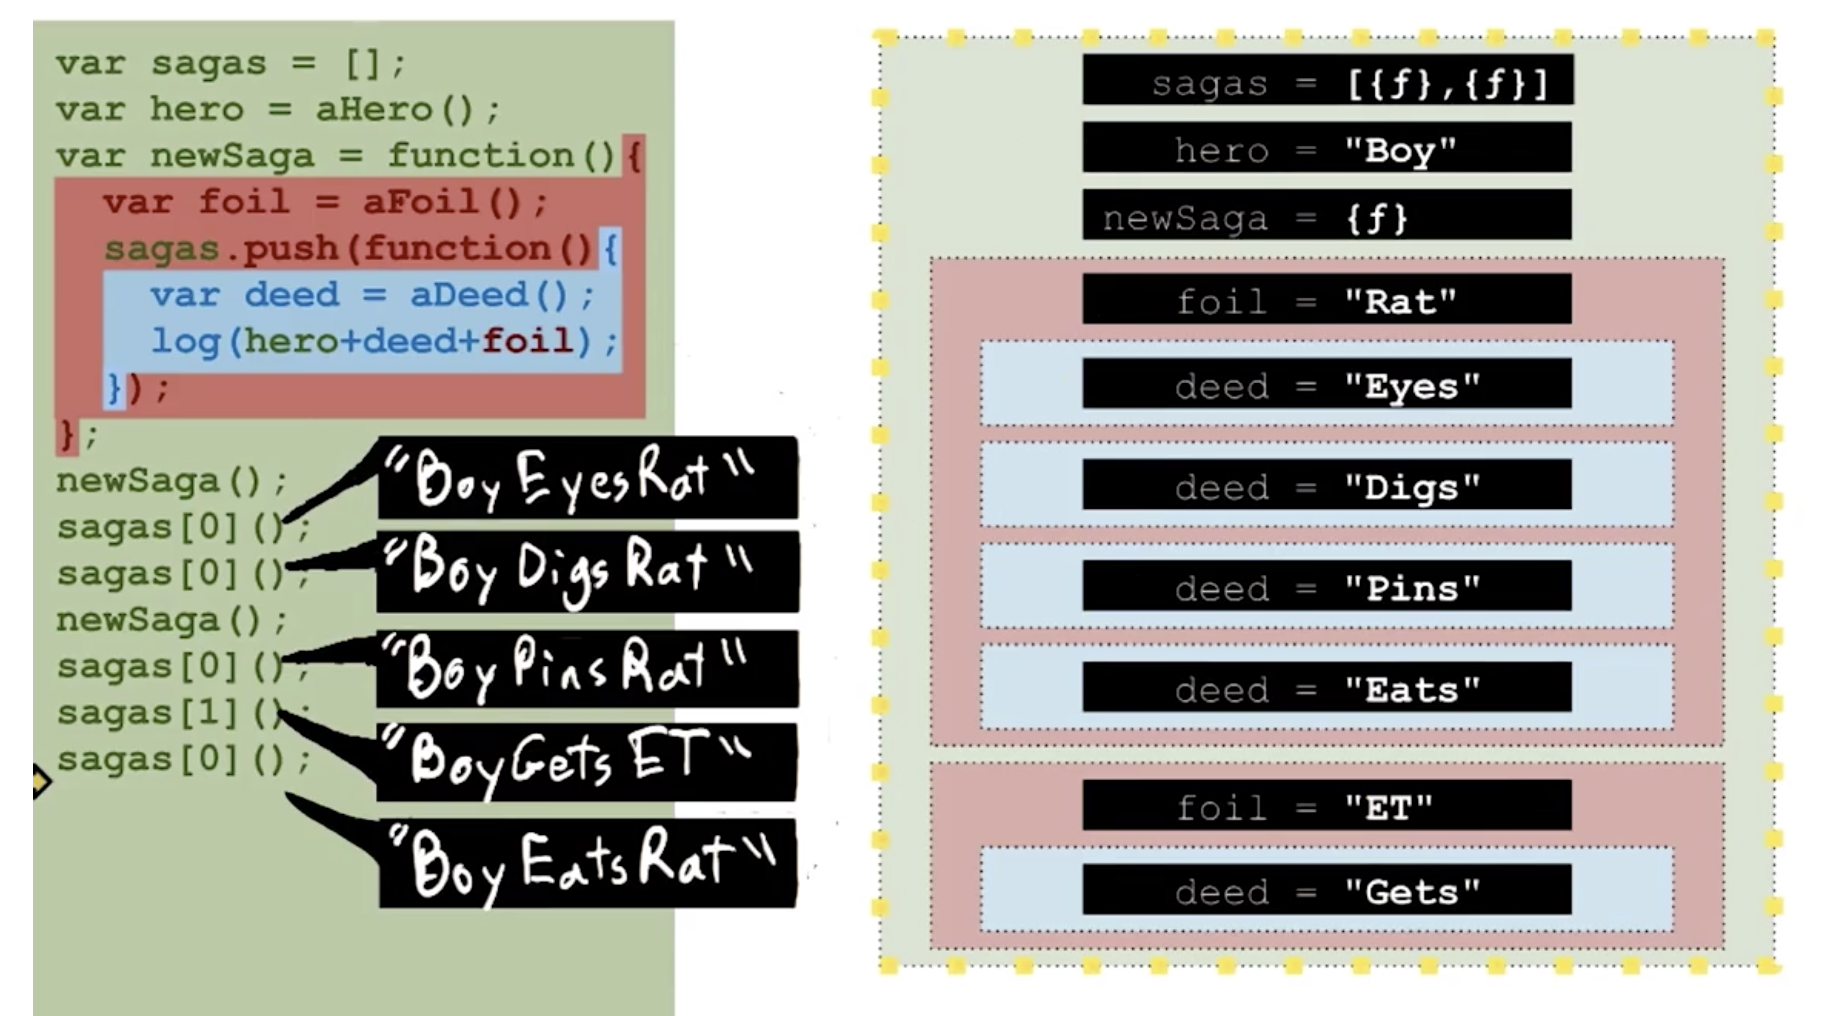 var sagas = [];
var hero = aHero();
var newSaga = function(){
var foil = aFoil();
sagas.push(function(){
var deed = aDeed();
log(hero+deed+foil);
});
};
newSaga();
sagas[0]();
sagas[0]();
newSaga();
sagas[0]();
sagas[1]();
sagas[0]();
"Boy Eyes Rat"
"Boy Digs Rat"
"Boy Pins Rat"
"Boy Gets ET"
"Boy Eats Rat"
sagas = [{f},{f}]
hero = "Boy"
newSaga = {f}
foil = "Rat"
deed = "Eyes"
deed = "Digs"
deed = "Pins"
deed = "Eats"
foil = "ET"
deed = "Gets"